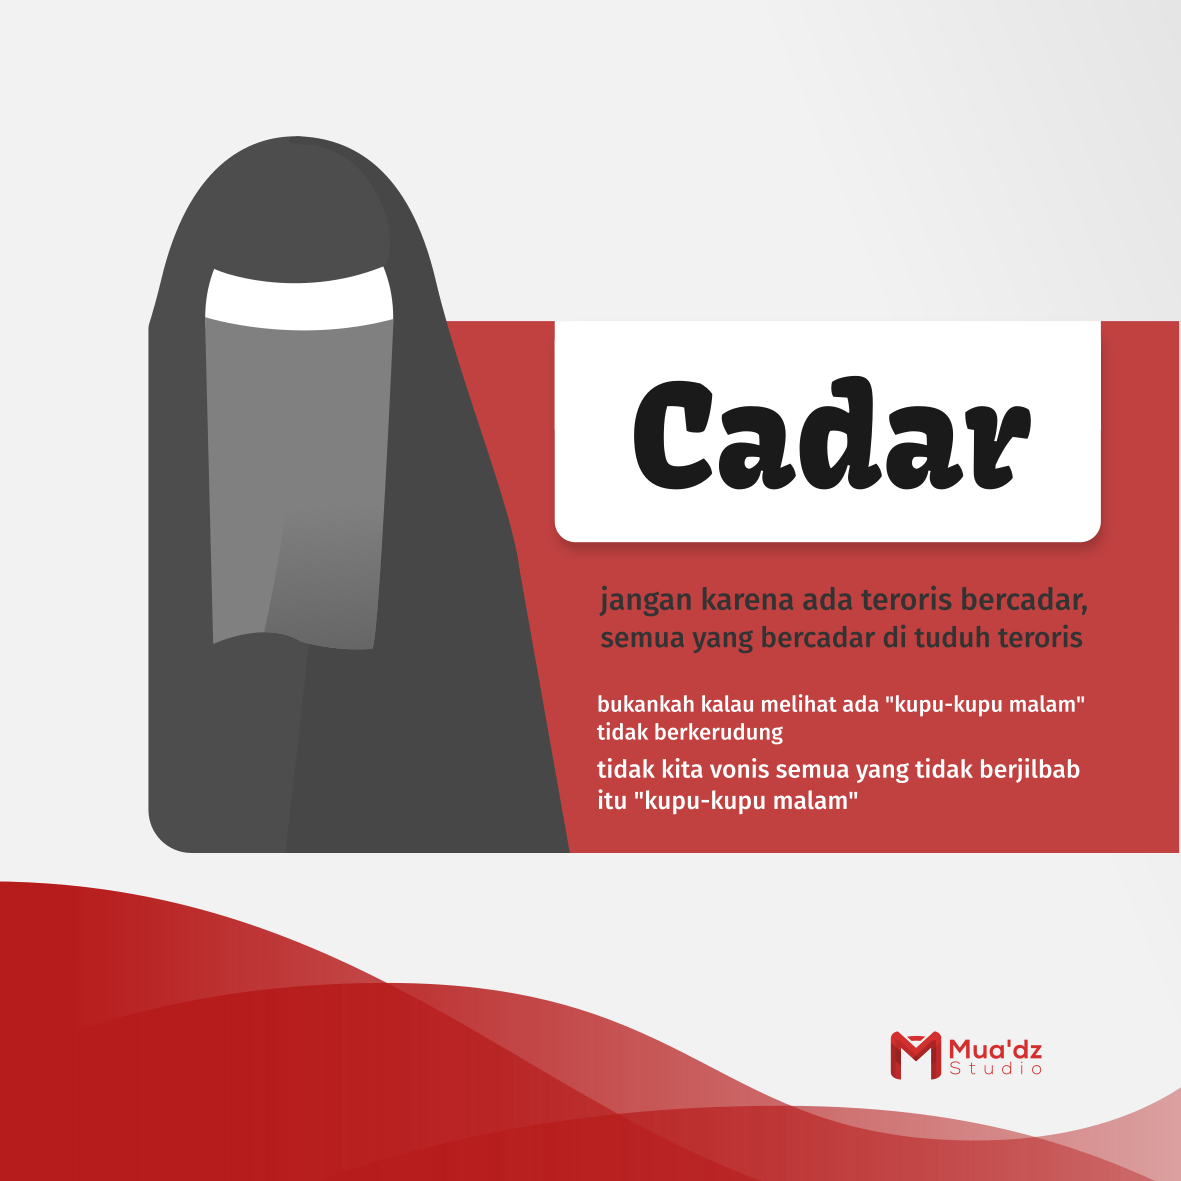 Cadar
jangan karena ada teroris bercadar,
semua yang bercadar di tuduh teroris
bukankah kalau melihat ada "kupu-kupu malam"
tidak berkerudung
tidak kita vonis semua yang tidak berjilbab
itu "kupu-kupu malam"
Mua'dz
Studio